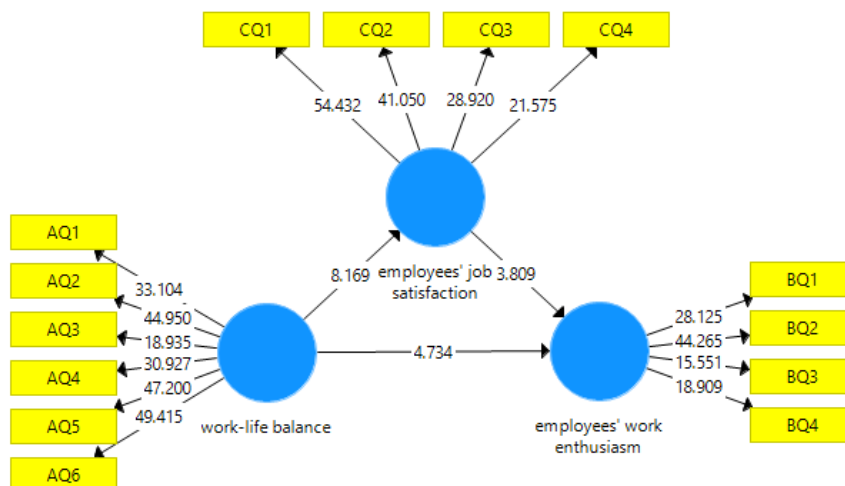 CQ1 CQ2 CQ3 CQ4
54.432 41.050 28.920 21.575
AQ1
AQ2
AQ3
AQ4
AQ5
AQ6
33.104
44.950
18.935
30.927
47.200
49.415
work-life balance
8.169
employees' job
satisfaction
3.809
4.734
employees' work
enthusiasm
28.125
44.265
15.551
18.909
BQ1
BQ2
BQ3
BQ4